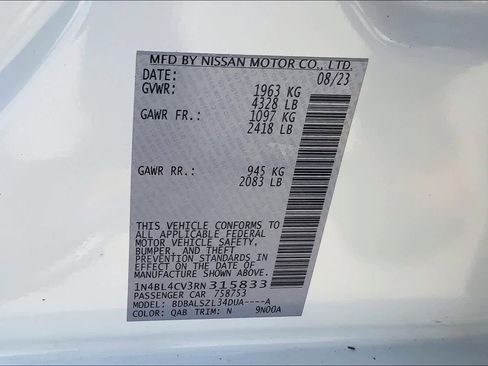 MFD BY NISSAN MOTOR CO., LTD.
DATE: 08/23
GVWR: 1963 KG
4328 LB
GAWR FR.: 1097 KG
2418 LB
GAWR RR.: 945 KG
2083 LB
THIS VEHICLE CONFORMS TO
ALL APPLICABLE FEDERAL
MOTOR VEHICLE SAFETY,
BUMPER, AND THEFT
PREVENTION STANDARDS IN
EFFECT ON THE DATE OF
MANUFACTURE SHOWN ABOVE.
1N4BL4CV3RN315833
PASSENGER CAR 758753
MODEL: BDBALSZL34DUA----A
COLOR: QAB TRIM: N 9N00A